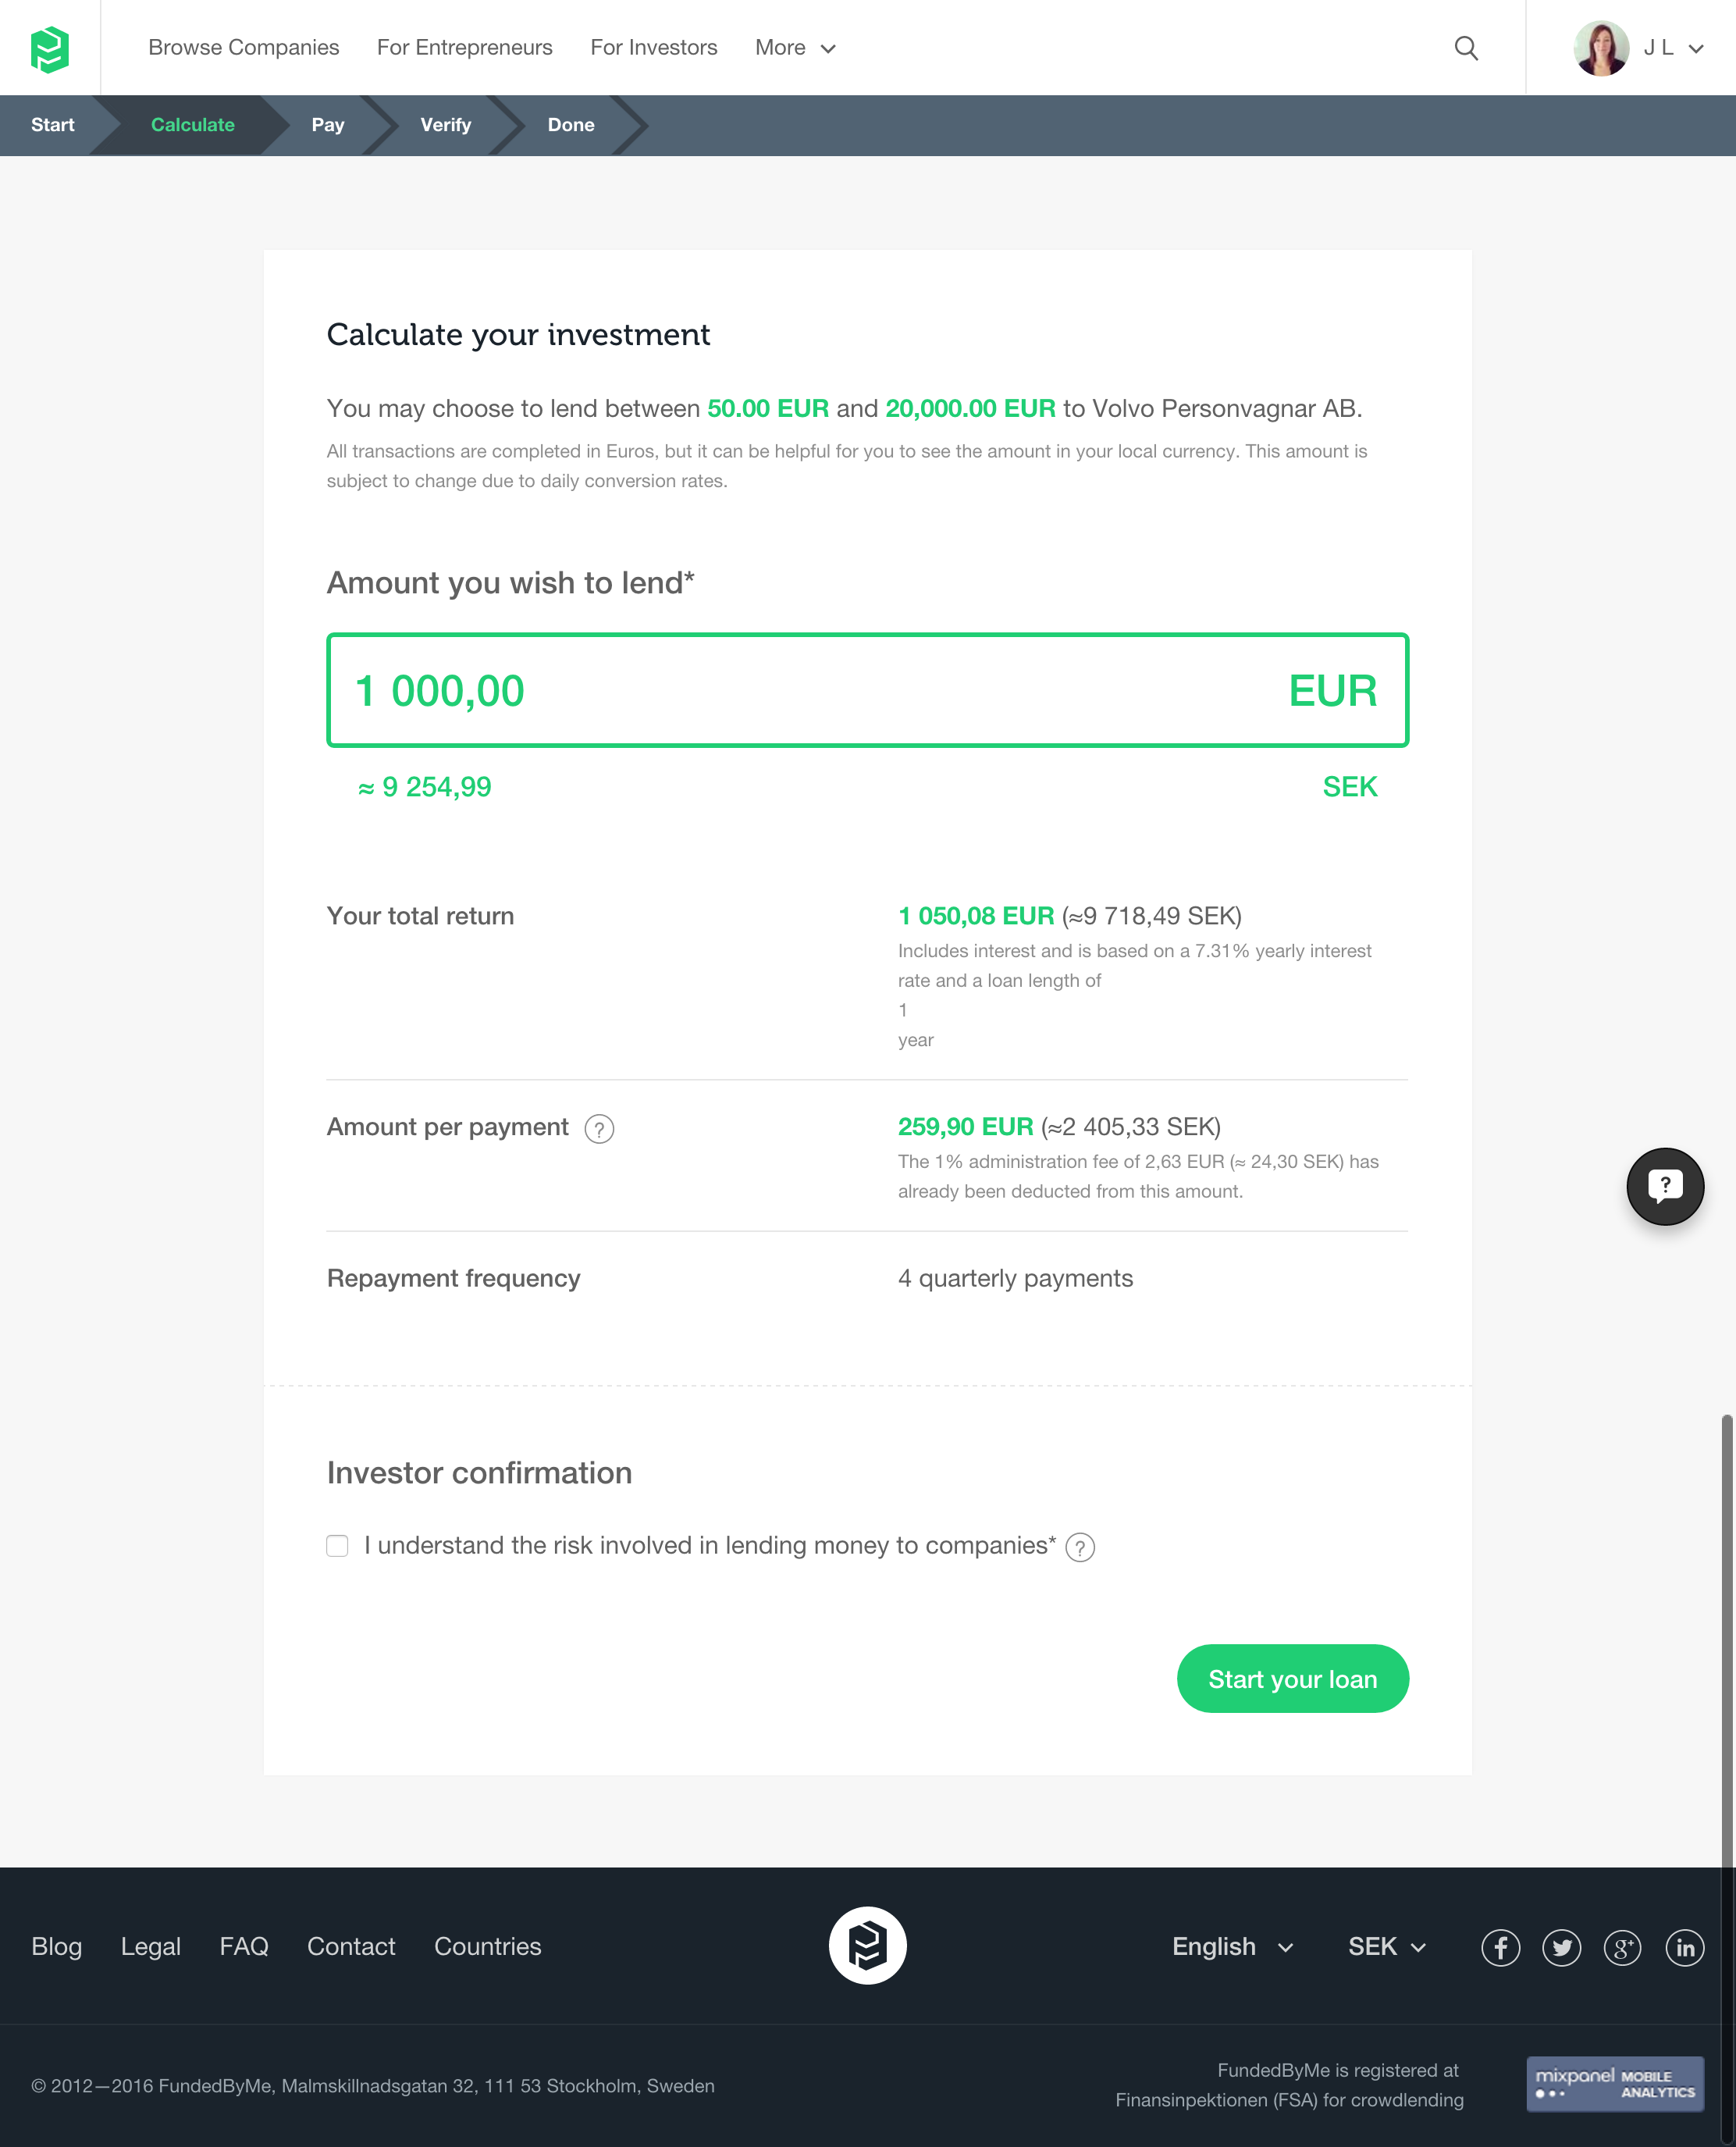 Browse Companies For Entrepreneurs For Investors More J L
Start Calculate Pay Verify Done
Calculate your investment
You may choose to lend between 50.00 EUR and 20,000.00 EUR to Volvo Personvagnar AB.
All transactions are completed in Euros, but it can be helpful for you to see the amount in your local currency. This amount is
subject to change due to daily conversion rates.
Amount you wish to lend*
1 000,00 EUR
≈ 9 254,99 SEK
Your total return
1 050,08 EUR (≈9 718,49 SEK)
Includes interest and is based on a 7.31% yearly interest
rate and a loan length of
1
year
Amount per payment ?
259,90 EUR (≈2 405,33 SEK)
The 1% administration fee of 2,63 EUR (≈ 24,30 SEK) has
already been deducted from this amount.
?
Repayment frequency
4 quarterly payments
Investor confirmation
I understand the risk involved in lending money to companies* ?
Start your loan
Blog Legal FAQ Contact Countries English SEK f g+ in
© 2012—2016 FundedByMe, Malmskillnadsgatan 32, 111 53 Stockholm, Sweden
FundedByMe is registered at
Finansinpektionen (FSA) for crowdlending
mixpanel MOBILE
ANALYTICS